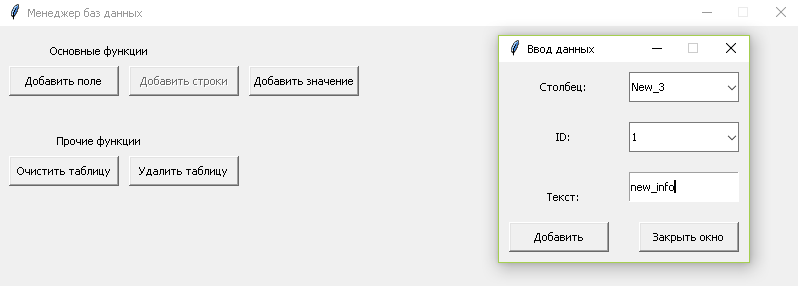 Менеджер баз данных
Основные функции
Добавить поле
Добавить строки
Добавить значение
Прочие функции
Очистить таблицу
Удалить таблицу
Ввод данных
Столбец:
New_3
ID:
1
Текст:
new_info
Добавить
Закрыть окно